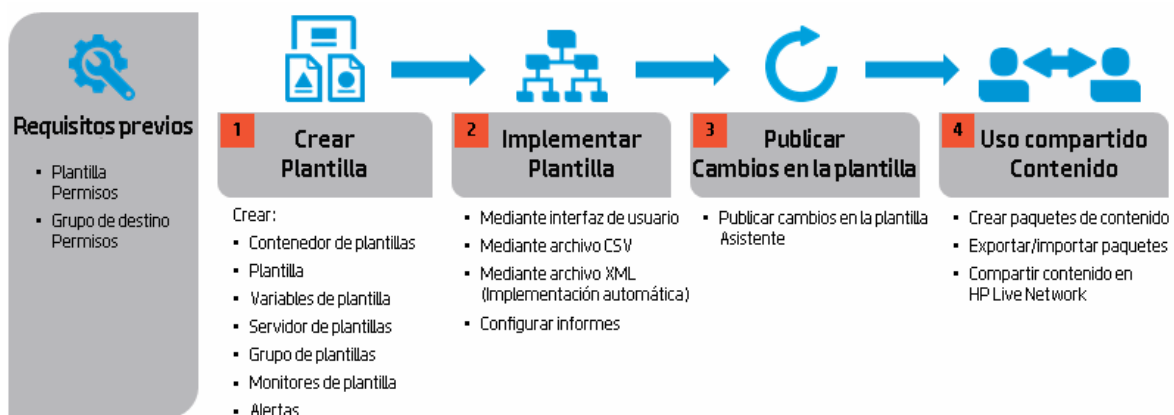 Requisitos previos
▪ Plantilla
Permisos
▪ Grupo de destino
Permisos
1
Crear
Plantilla
Crear:
▪ Contenedor de plantillas
▪ Plantilla
▪ Variables de plantilla
▪ Servidor de plantillas
▪ Grupo de plantillas
▪ Monitores de plantilla
▪ Alertas
2
Implementar
Plantilla
▪ Mediante interfaz de usuario
▪ Mediante archivo CSV
▪ Mediante archivo XML
(Implementación automática)
▪ Configurar informes
3
Publicar
Cambios en la plantilla
▪ Publicar cambios en la plantilla
Asistente
4
Uso compartido
Contenido
▪ Crear paquetes de contenido
▪ Exportar/importar paquetes
▪ Compartir contenido en
HP Live Network